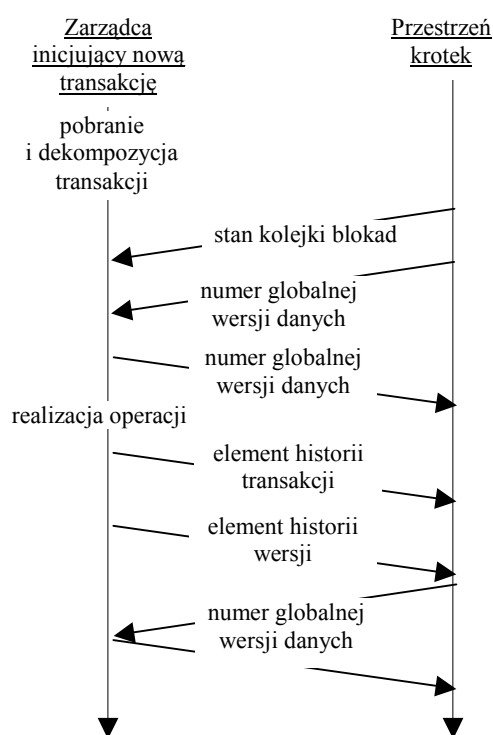 Zarządca
inicjujący nową
transakcję
Przestrzeń
krotek
pobranie
i dekompozycja
transakcji
stan kolejki blokad
numer globalnej
wersji danych
numer globalnej
wersji danych
realizacja operacji
element historii
transakcji
element historii
wersji
numer globalnej
wersji danych